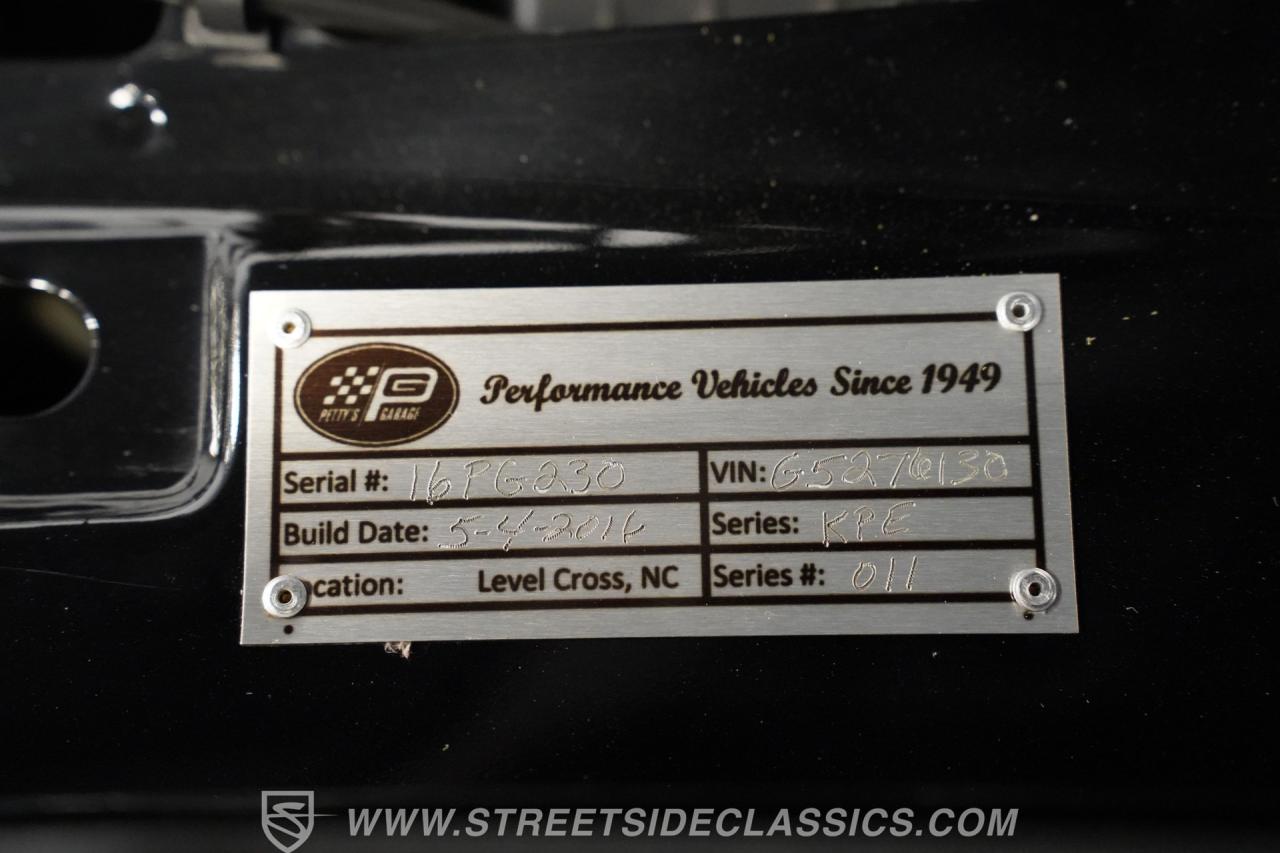 PG
PETTY'S GARAGE
Performance Vehicles Since 1949
Serial #: 16PG230
VIN: G5276130
Build Date: 5-4-2016
Series: KPE
ocation: Level Cross, NC
Series #: 011
WWW.STREETSIDECLASSICS.COM